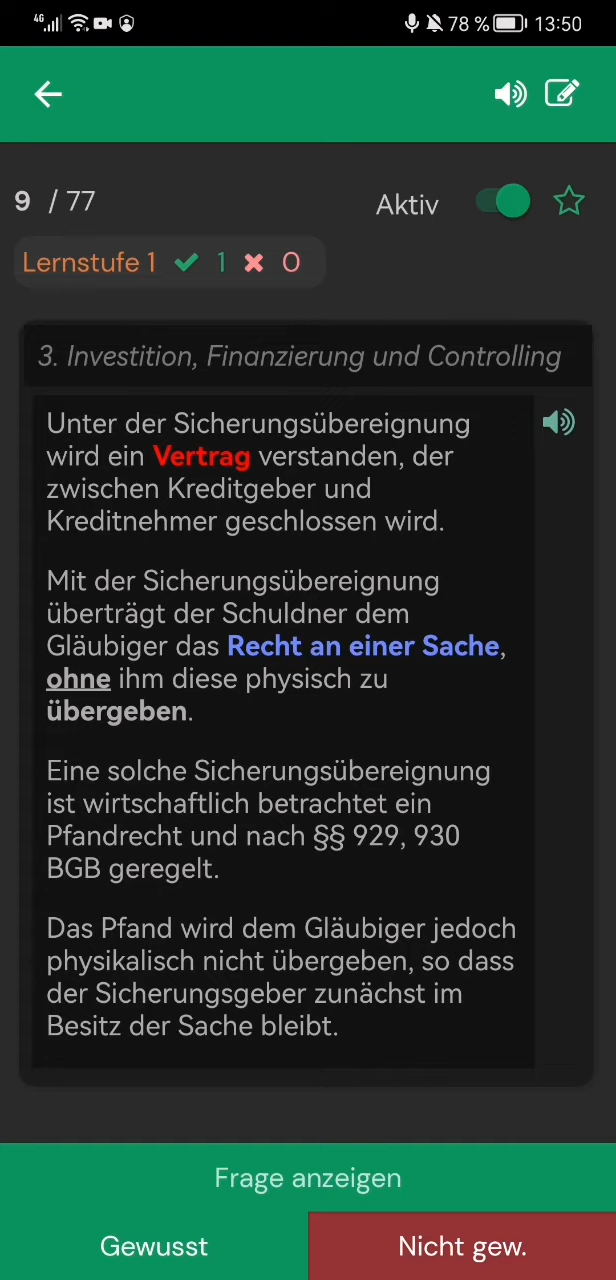 4G 78 % 13:50
9 / 77 Aktiv
Lernstufe 1 1 0
3. Investition, Finanzierung und Controlling
Unter der Sicherungsübereignung
wird ein Vertrag verstanden, der
zwischen Kreditgeber und
Kreditnehmer geschlossen wird.
Mit der Sicherungsübereignung
überträgt der Schuldner dem
Gläubiger das Recht an einer Sache,
ohne ihm diese physisch zu
übergeben.
Eine solche Sicherungsübereignung
ist wirtschaftlich betrachtet ein
Pfandrecht und nach §§ 929, 930
BGB geregelt.
Das Pfand wird dem Gläubiger jedoch
physikalisch nicht übergeben, so dass
der Sicherungsgeber zunächst im
Besitz der Sache bleibt.
Frage anzeigen
Gewusst Nicht gew.